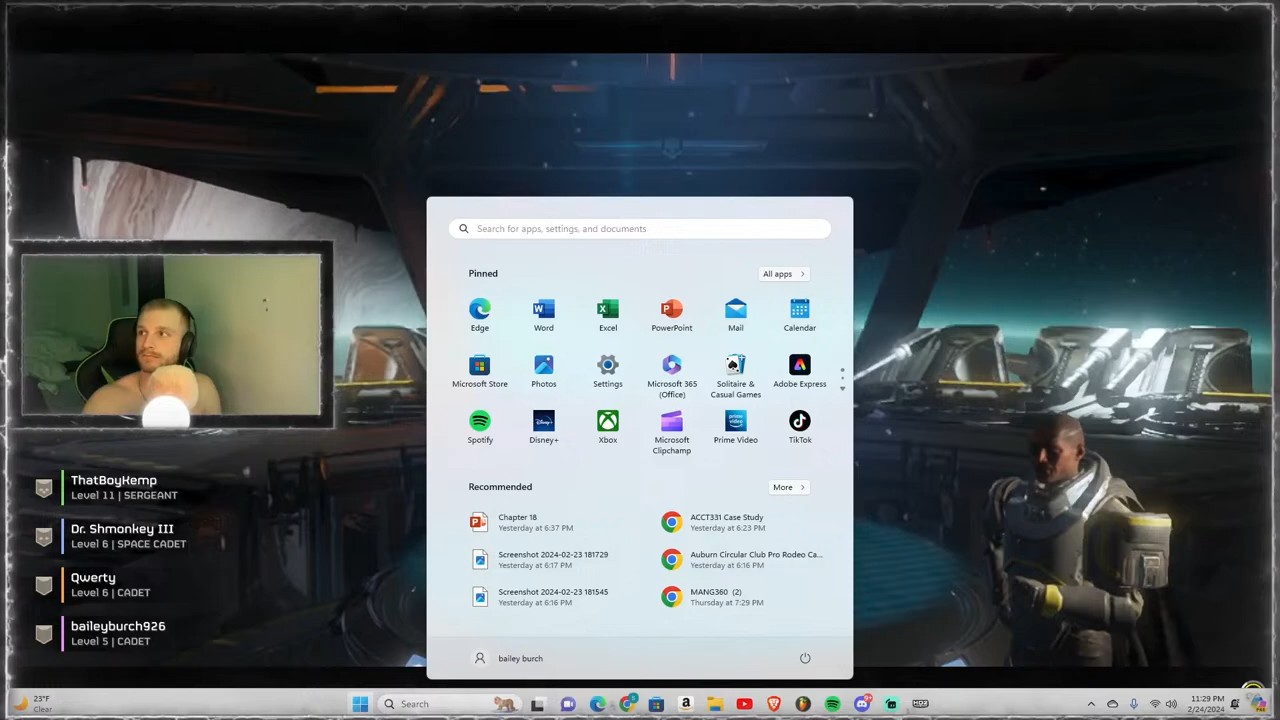 Search for apps, settings, and documents
Pinned
All apps
Edge
Word
Excel
PowerPoint
Mail
Calendar
Microsoft Store
Photos
Settings
Microsoft 365
(Office)
Solitaire &
Casual Games
Adobe Express
Spotify
Disney+
Xbox
Microsoft
Clipchamp
prime video
Prime Video
TikTok
Recommended
More
Chapter 18
Yesterday at 6:37 PM
ACCT331 Case Study
Yesterday at 6:23 PM
Screenshot 2024-02-23 181729
Yesterday at 6:17 PM
Auburn Circular Club Pro Rodeo Ca...
Yesterday at 6:16 PM
Screenshot 2024-02-23 181545
Yesterday at 6:16 PM
MANG360 (2)
Thursday at 7:29 PM
bailey burch
ThatBoyKemp
Level 11 | SERGEANT
Dr. Shmonkey III
Level 6 | SPACE CADET
Qwerty
Level 6 | CADET
baileyburch926
Level 5 | CADET
23°F
Clear
Search
11:29 PM
2/24/2024